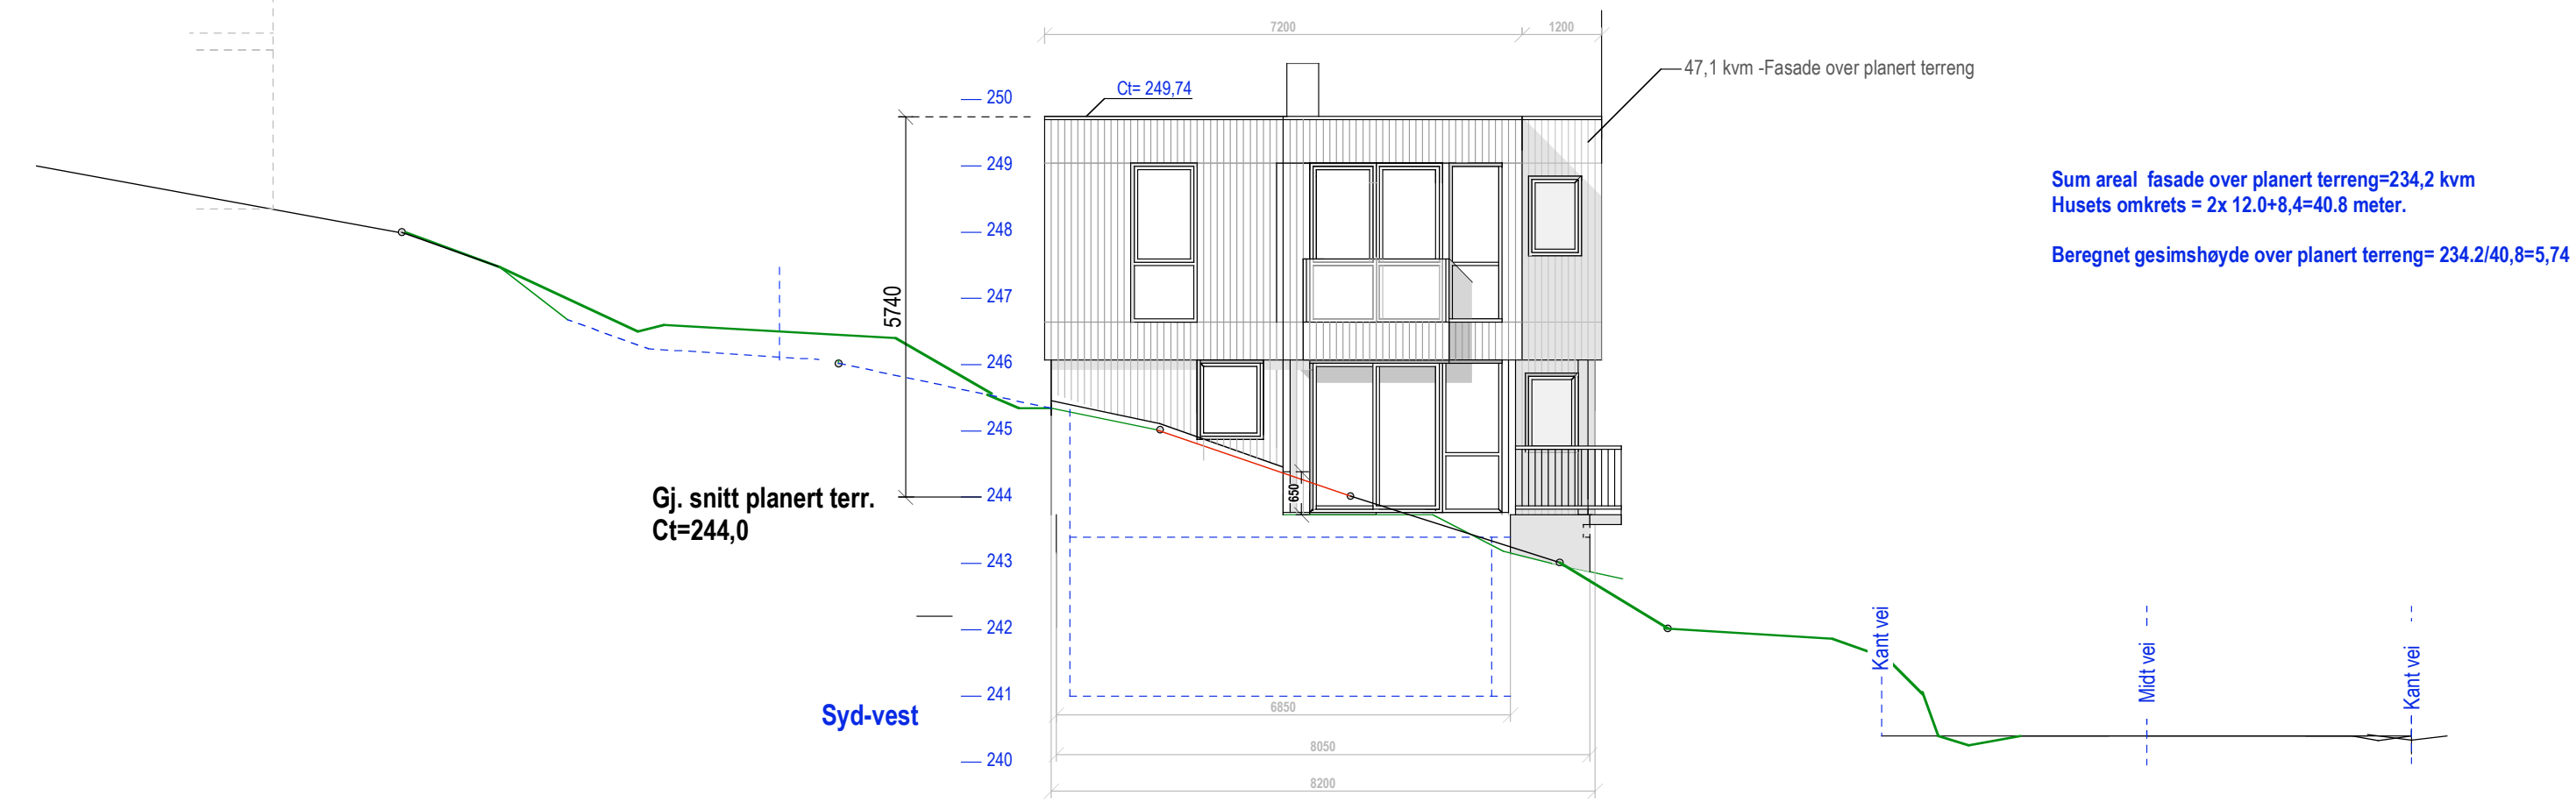 7200
1200
47,1 kvm -Fasade over planert terreng
Ct= 249,74
250
249
248
247
246
245
244
243
242
241
240
5740
Sum areal fasade over planert terreng=234,2 kvm
Husets omkrets = 2x 12.0+8,4=40.8 meter.
Beregnet gesimshøyde over planert terreng= 234.2/40,8=5,74
Gj. snitt planert terr.
Ct=244,0
650
Syd-vest
Kant vei
Midt vei
Kant vei
6850
8050
8200